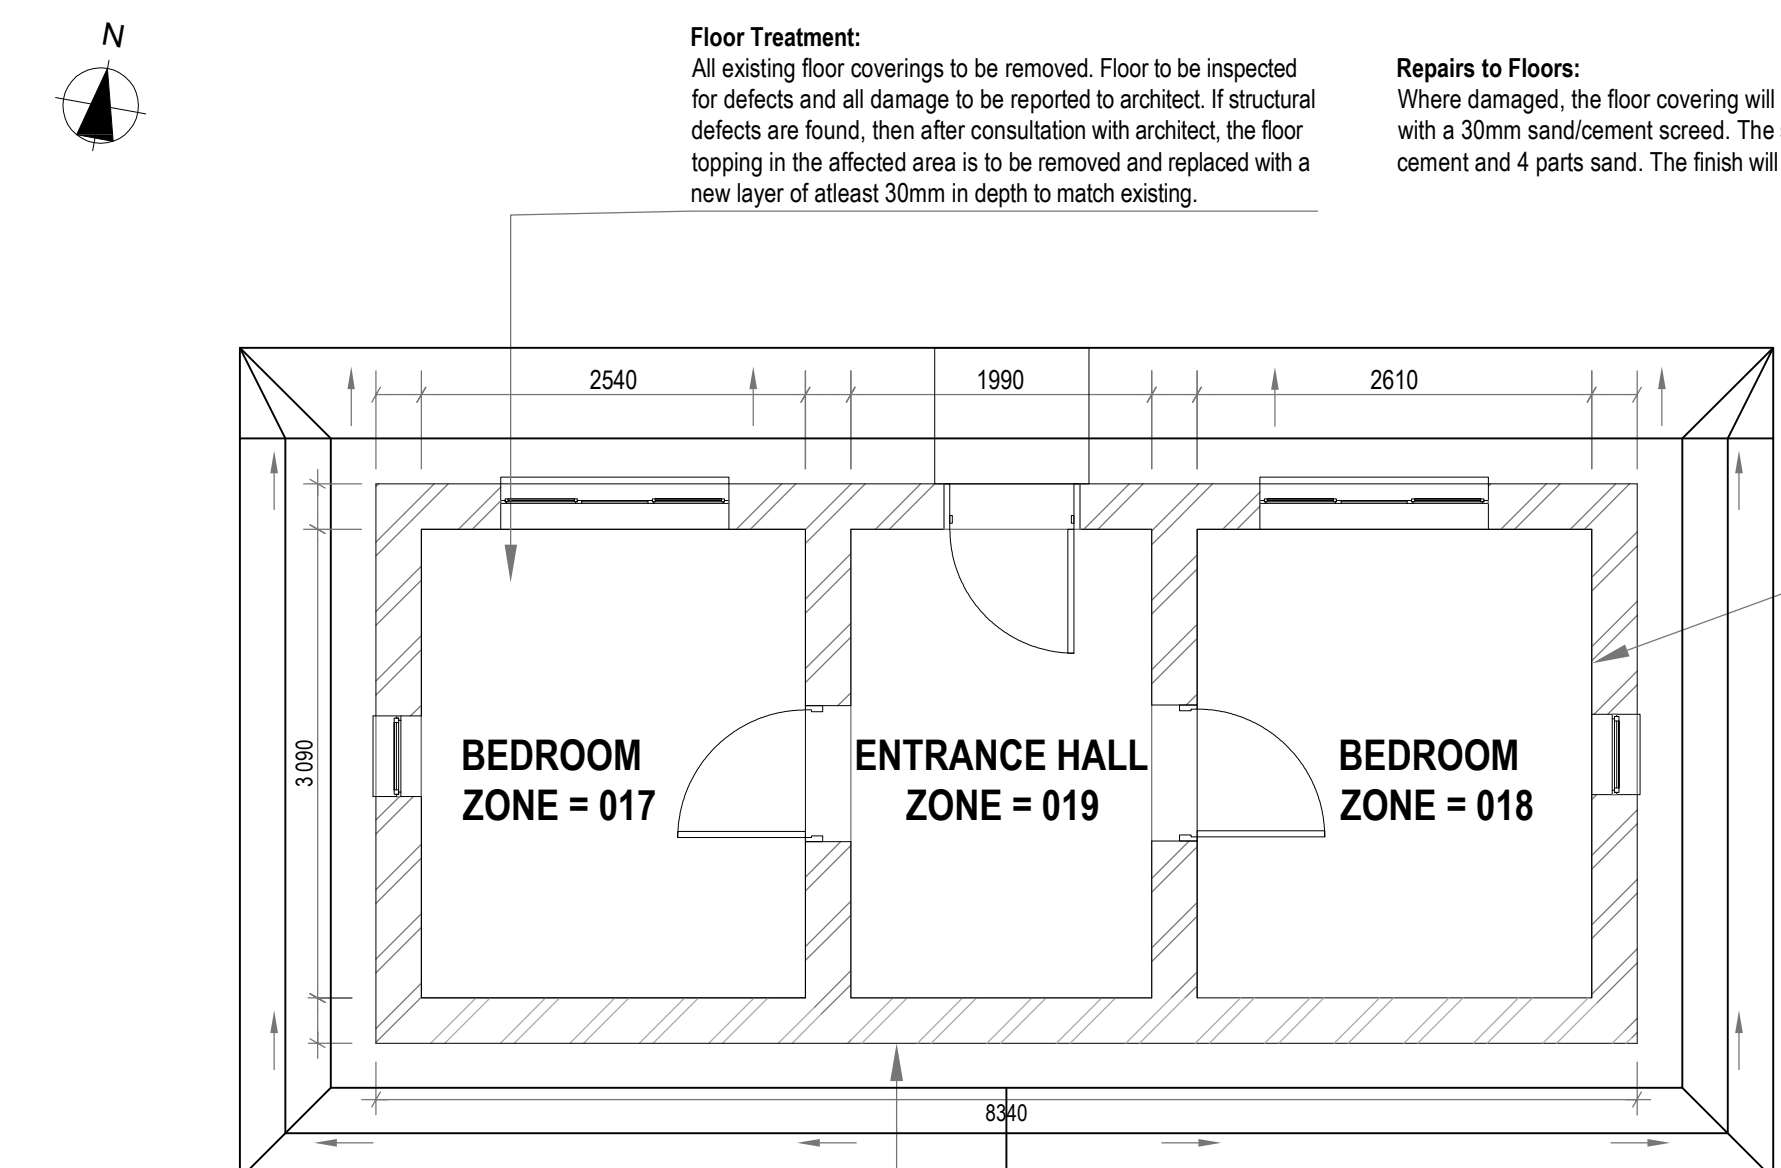 N
Floor Treatment:
All existing floor coverings to be removed. Floor to be inspected
for defects and all damage to be reported to architect. If structural
defects are found, then after consultation with architect, the floor
topping in the affected area is to be removed and replaced with a
new layer of atleast 30mm in depth to match existing.
Repairs to Floors:
Where damaged, the floor covering will
with a 30mm sand/cement screed. The
cement and 4 parts sand. The finish will
2540
1990
2610
3 090
BEDROOM
ZONE = 017
ENTRANCE HALL
ZONE = 019
BEDROOM
ZONE = 018
8340